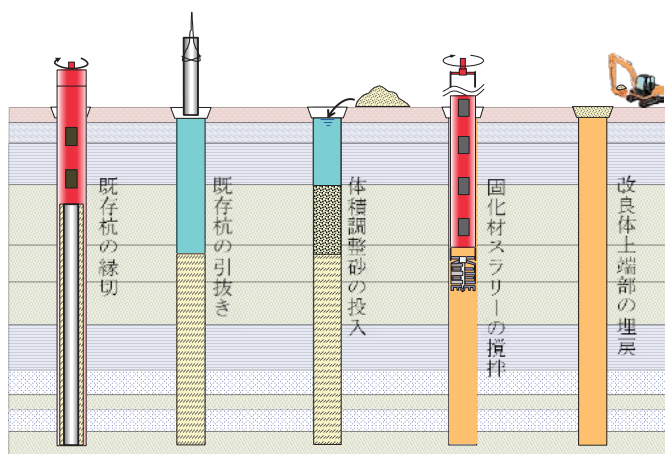 既存杭の縁切
既存杭の引抜き
体積調整砂の投入
固化材スラリーの撹拌
改良体上端部の埋戻